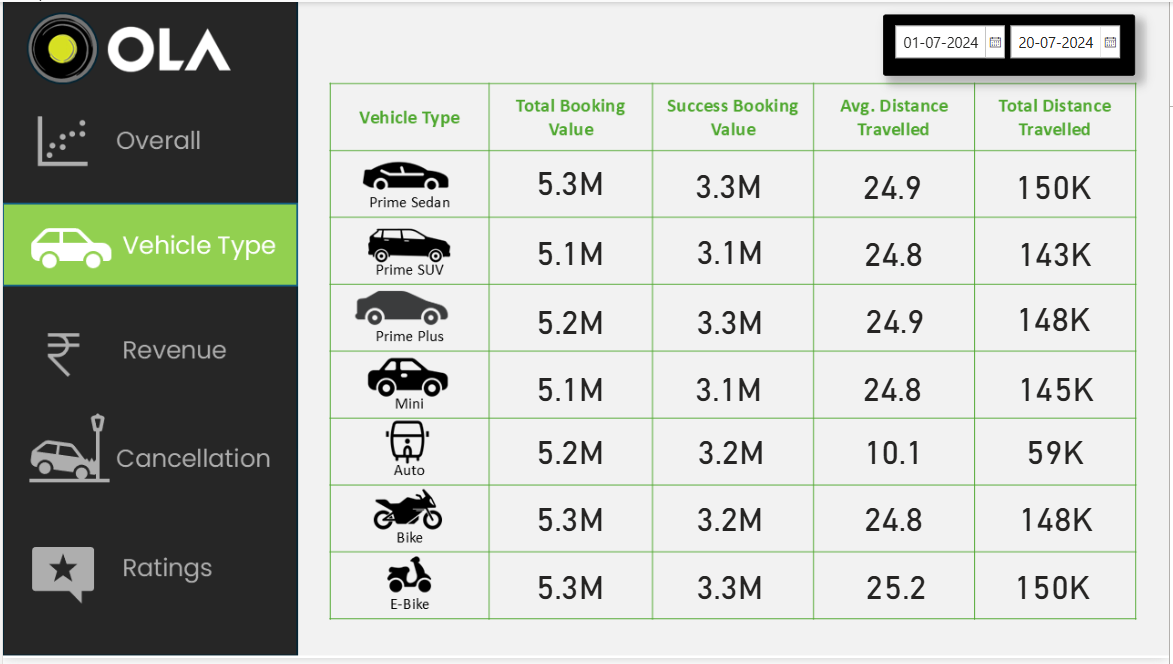 OLA
01-07-2024 20-07-2024
Overall
Vehicle Type
Revenue
Cancellation
Ratings
Vehicle Type Total Booking Value Success Booking Value Avg. Distance Travelled Total Distance Travelled
Prime Sedan 5.3M 3.3M 24.9 150K
Prime SUV 5.1M 3.1M 24.8 143K
Prime Plus 5.2M 3.3M 24.9 148K
Mini 5.1M 3.1M 24.8 145K
Auto 5.2M 3.2M 10.1 59K
Bike 5.3M 3.2M 24.8 148K
E-Bike 5.3M 3.3M 25.2 150K